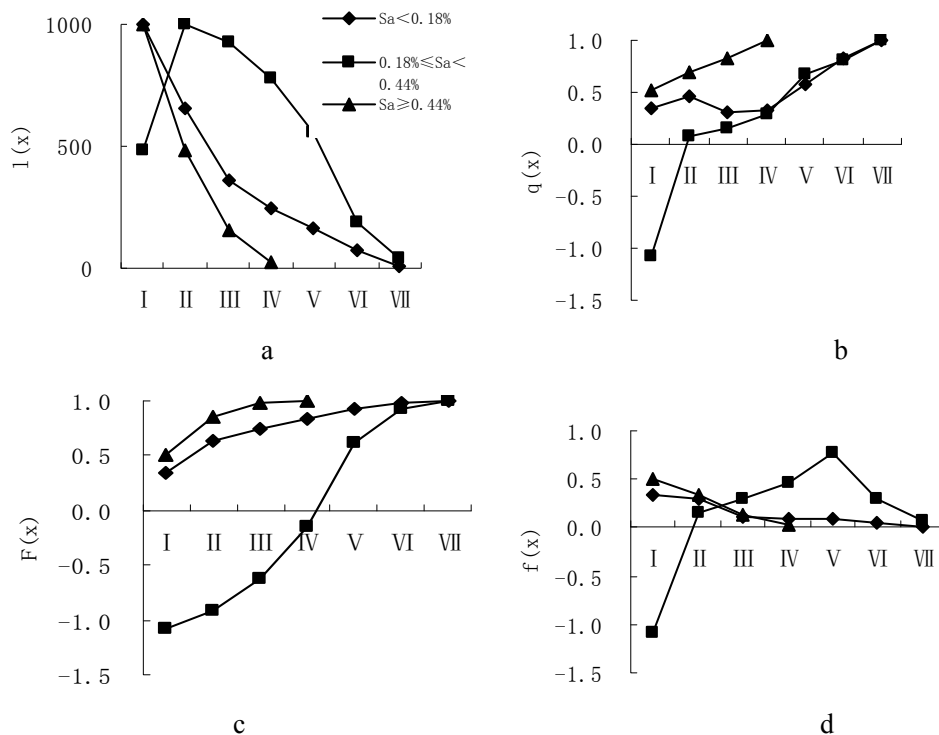 1000
500
0
l(x)
I II III IV V VI VII
Sa<0.18%
0.18%≤Sa<
0.44%
Sa≥0.44%
a
1.0
0.5
0.0
-0.5
-1.0
-1.5
q(x)
I II III IV V VI VII
b
1.0
0.5
0.0
-0.5
-1.0
-1.5
F(x)
I II III IV V VI VII
c
1.0
0.5
0.0
-0.5
-1.0
-1.5
f(x)
I II III IV V VI VII
d